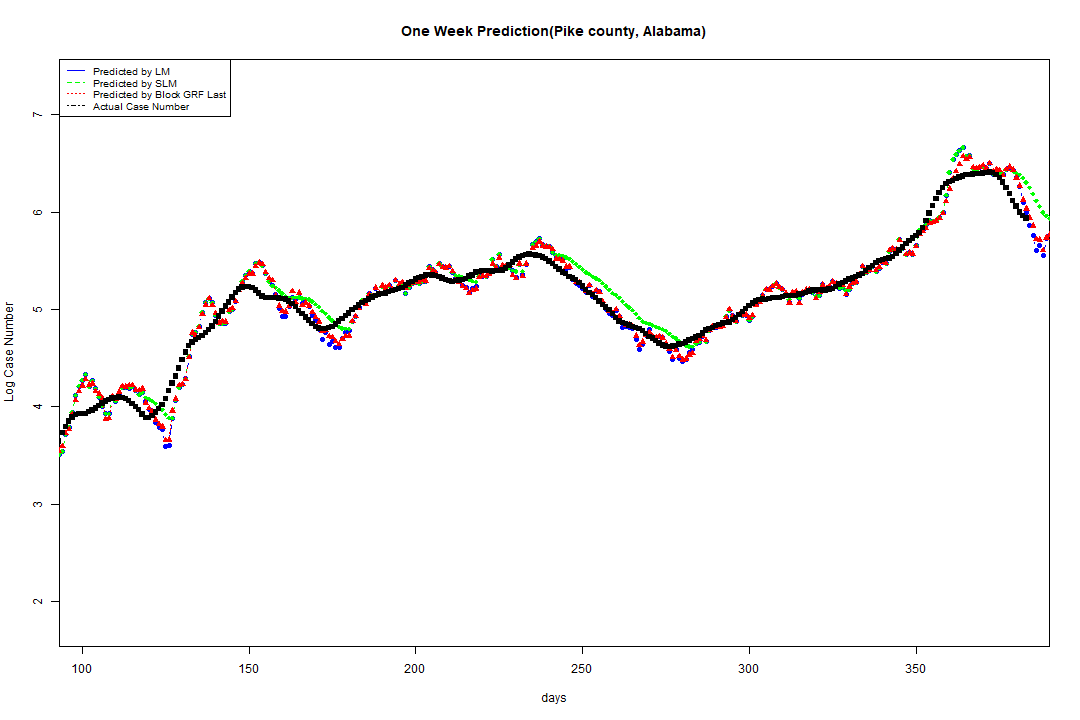 One Week Prediction(Pike county, Alabama)
Predicted by LM
Predicted by SLM
Predicted by Block GRF Last
Actual Case Number
Log Case Number
7
6
5
4
3
2
100 150 200 250 300 350
days